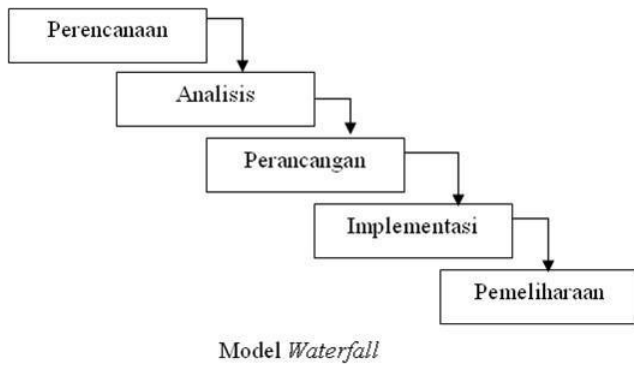 Perencanaan
Analisis
Perancangan
Implementasi
Pemeliharaan
Model Waterfall